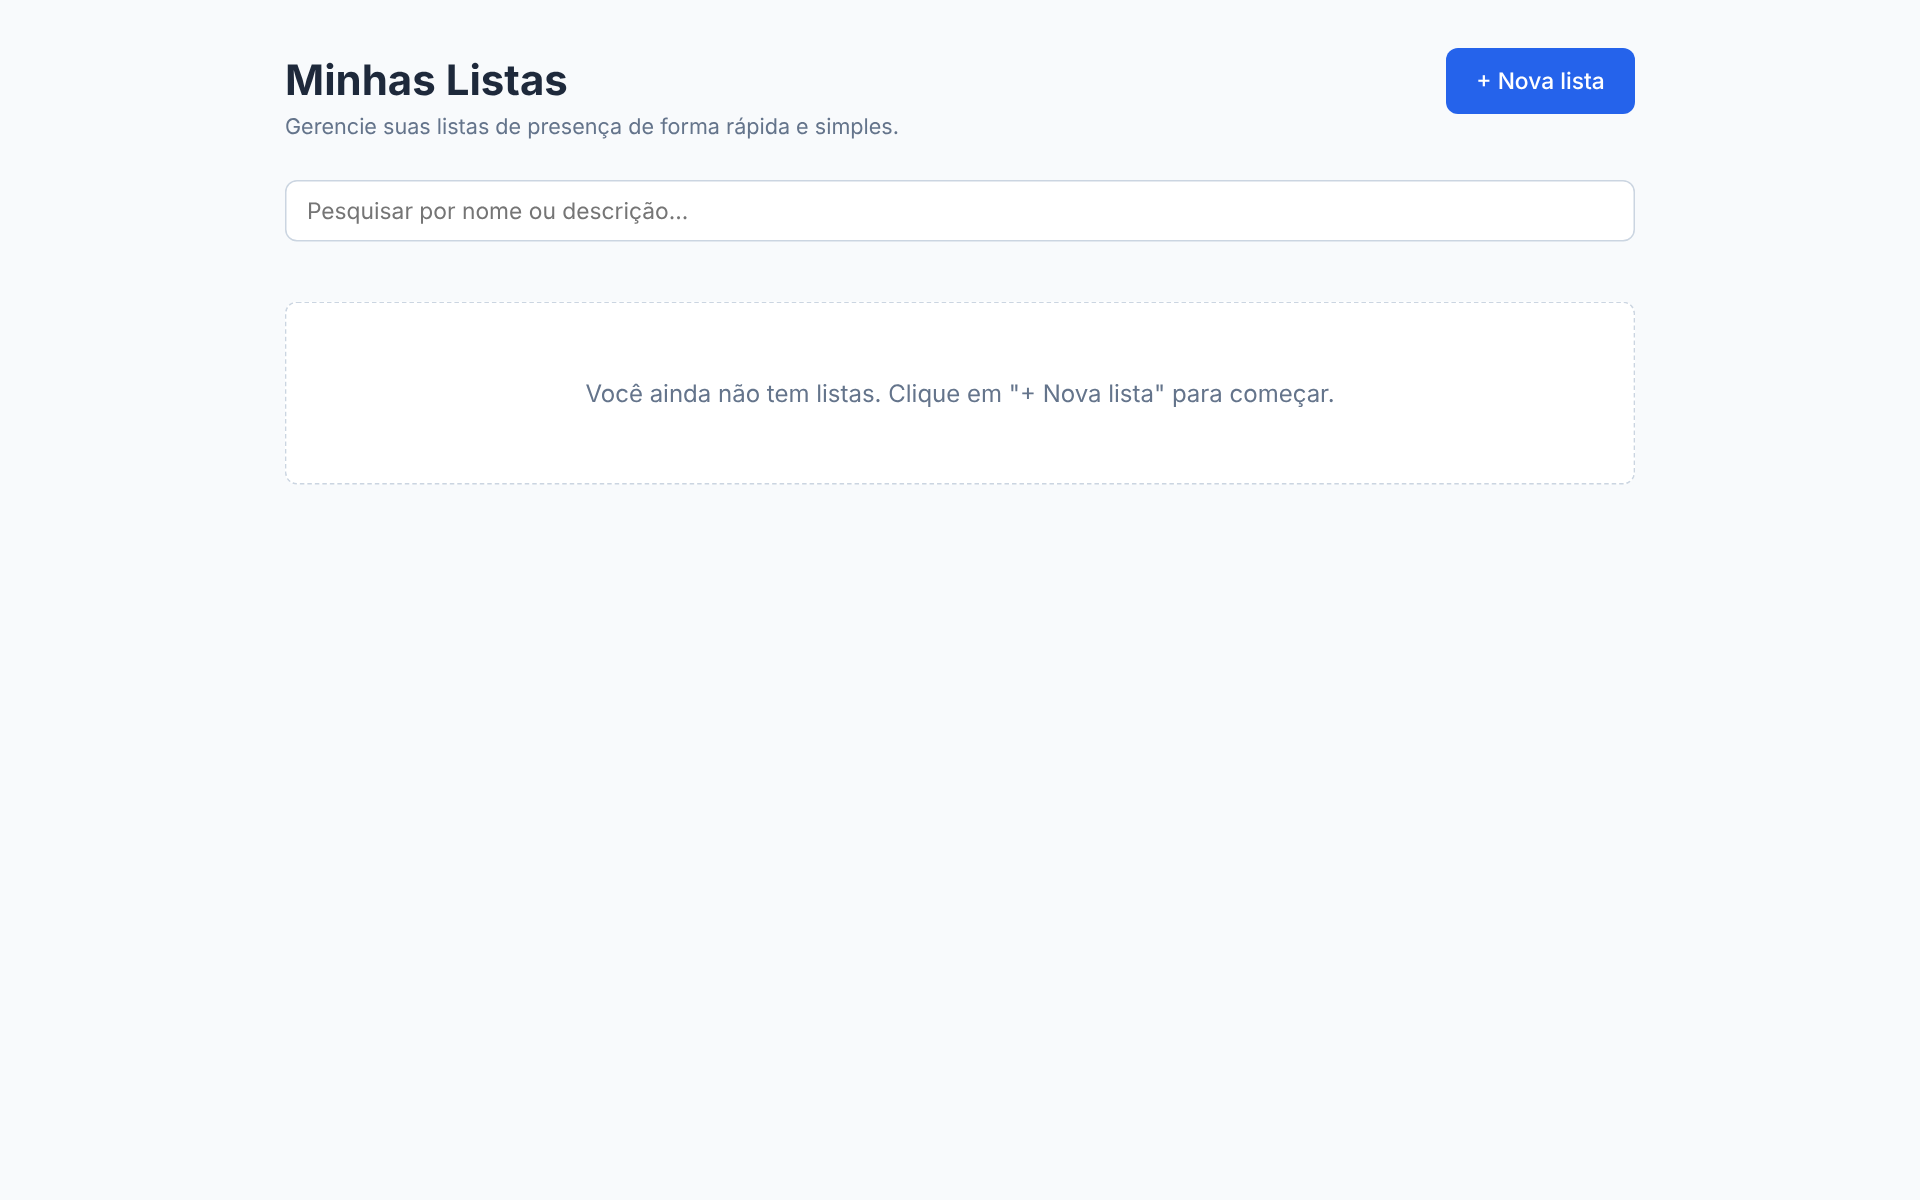 Minhas Listas
+ Nova lista
Gerencie suas listas de presença de forma rápida e simples.
Pesquisar por nome ou descrição...
Você ainda não tem listas. Clique em "+ Nova lista" para começar.